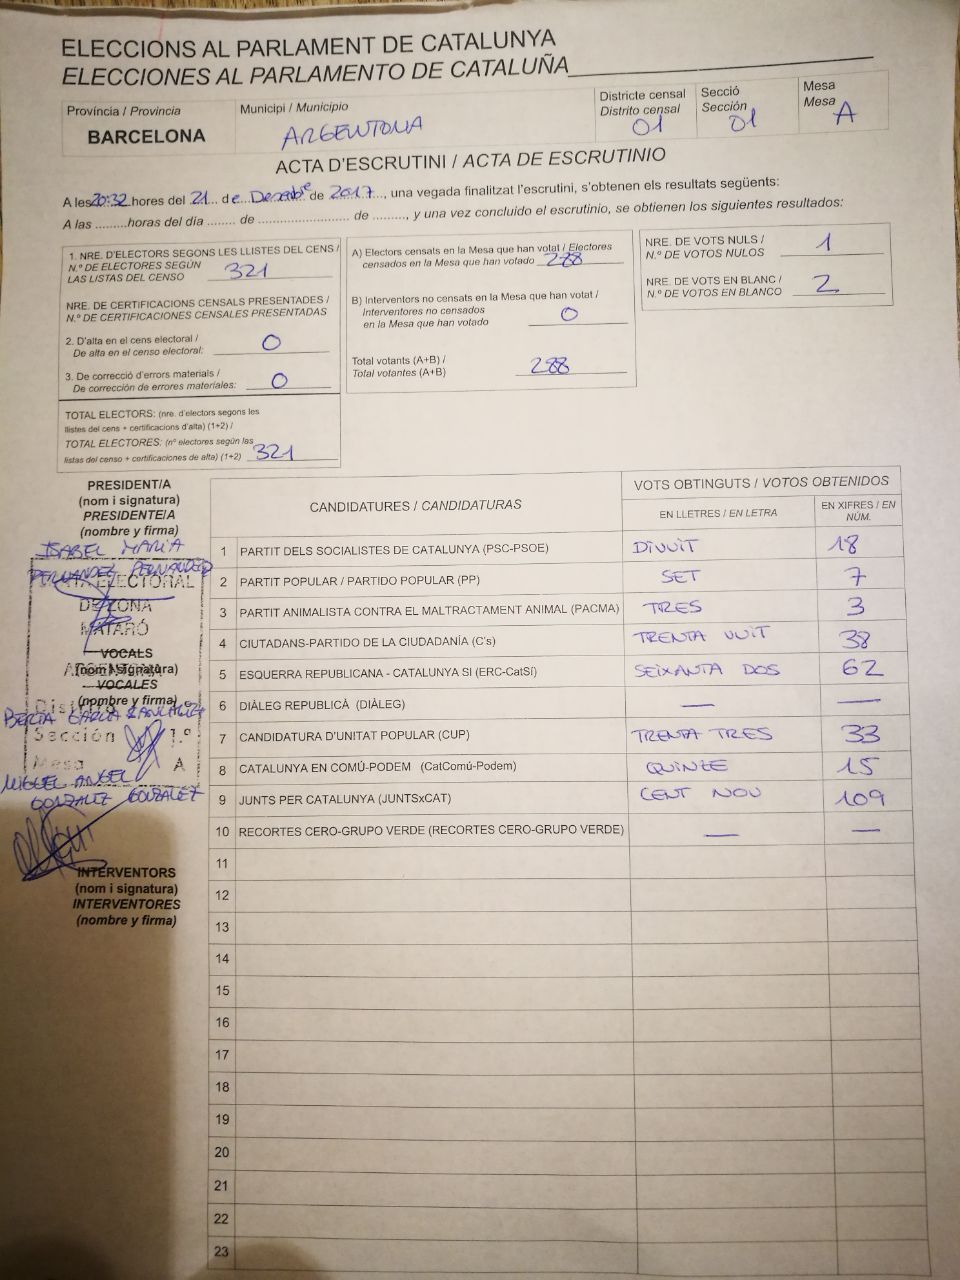 ELECCIONS AL PARLAMENT DE CATALUNYA
ELECCIONES AL PARLAMENTO DE CATALUÑA
Província / Provincia
BARCELONA
Municipi / Municipio
ARGENTONA
Districte censal
Distrito censal
01
Secció
Sección
01
Mesa
Mesa
A
ACTA D'ESCRUTINI / ACTA DE ESCRUTINIO
A les 20:32 hores del 21 de Desembre de 2017, una vegada finalitzat l'escrutini, s'obtenen els resultats següents:
A las .........horas del día ........ de .......................... de ........., y una vez concluido el escrutinio, se obtienen los siguientes resultados:
1. NRE. D'ELECTORS SEGONS LES LLISTES DEL CENS /
N.º DE ELECTORES SEGÚN
LAS LISTAS DEL CENSO
321
NRE. DE CERTIFICACIONS CENSALS PRESENTADES /
N.º DE CERTIFICACIONES CENSALES PRESENTADAS
2. D'alta en el cens electoral /
De alta en el censo electoral:
0
3. De correcció d'errors materials /
De corrección de errores materiales:
0
TOTAL ELECTORS: (nre. d'electors segons les
llistes del cens + certificacions d'alta) (1+2) /
TOTAL ELECTORES: (nº electores según las
listas del censo + certificaciones de alta) (1+2)
321
A) Electors censats en la Mesa que han votat / Electores
censados en la Mesa que han votado
288
B) Interventors no censats en la Mesa que han votat /
Interventores no censados
en la Mesa que han votado
0
Total votants (A+B) /
Total votantes (A+B)
288
NRE. DE VOTS NULS /
N.º DE VOTOS NULOS
1
NRE. DE VOTS EN BLANC /
N.º DE VOTOS EN BLANCO
2
PRESIDENT/A
(nom i signatura)
PRESIDENTE/A
(nombre y firma)
ISABEL MARIA
FERNANDEZ FERNANDEZ
ELECTORAL
DE ZONA
MATARÓ
VOCALS
ARGENTONA
(nom i signatura)
VOCALES
(nombre y firma)
Distrito
BERTA GARCIA
Sección 1.º
Mesa A
MIGUEL ANGEL
GONZALEZ GONZALEZ
INTERVENTORS
(nom i signatura)
INTERVENTORES
(nombre y firma)
CANDIDATURES / CANDIDATURAS
VOTS OBTINGUTS / VOTOS OBTENIDOS
EN LLETRES / EN LETRA
EN XIFRES / EN
NÚM.
1 PARTIT DELS SOCIALISTES DE CATALUNYA (PSC-PSOE) DIVUIT 18
2 PARTIT POPULAR / PARTIDO POPULAR (PP) SET 7
3 PARTIT ANIMALISTA CONTRA EL MALTRACTAMENT ANIMAL (PACMA) TRES 3
4 CIUTADANS-PARTIDO DE LA CIUDADANÍA (C's) TRENTA VUIT 38
5 ESQUERRA REPUBLICANA - CATALUNYA SI (ERC-CatSí) SEIXANTA DOS 62
6 DIÀLEG REPUBLICÀ (DIÀLEG) — —
7 CANDIDATURA D'UNITAT POPULAR (CUP) TRENTA TRES 33
8 CATALUNYA EN COMÚ-PODEM (CatComú-Podem) QUINZE 15
9 JUNTS PER CATALUNYA (JUNTSxCAT) CENT NOU 109
10 RECORTES CERO-GRUPO VERDE (RECORTES CERO-GRUPO VERDE) — —
11
12
13
14
15
16
17
18
19
20
21
22
23